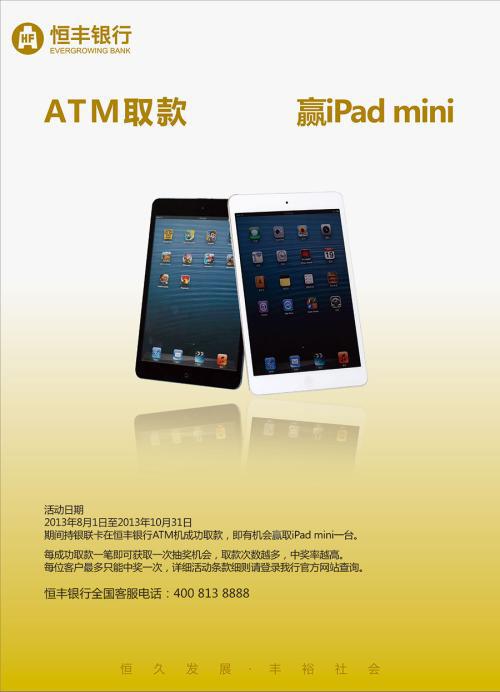 恒丰银行
EVERGROWING BANK
ATM取款 赢iPad mini
活动日期
2013年8月1日至2013年10月31日
期间持银联卡在恒丰银行ATM机成功取款，即有机会赢取iPad mini一台。
每成功取款一笔即可获取一次抽奖机会，取款次数越多，中奖率越高。
每位客户最多只能中奖一次，详细活动条款细则请登录我行官方网站查询。
恒丰银行全国客服电话：400 813 8888
恒久发展·丰裕社会